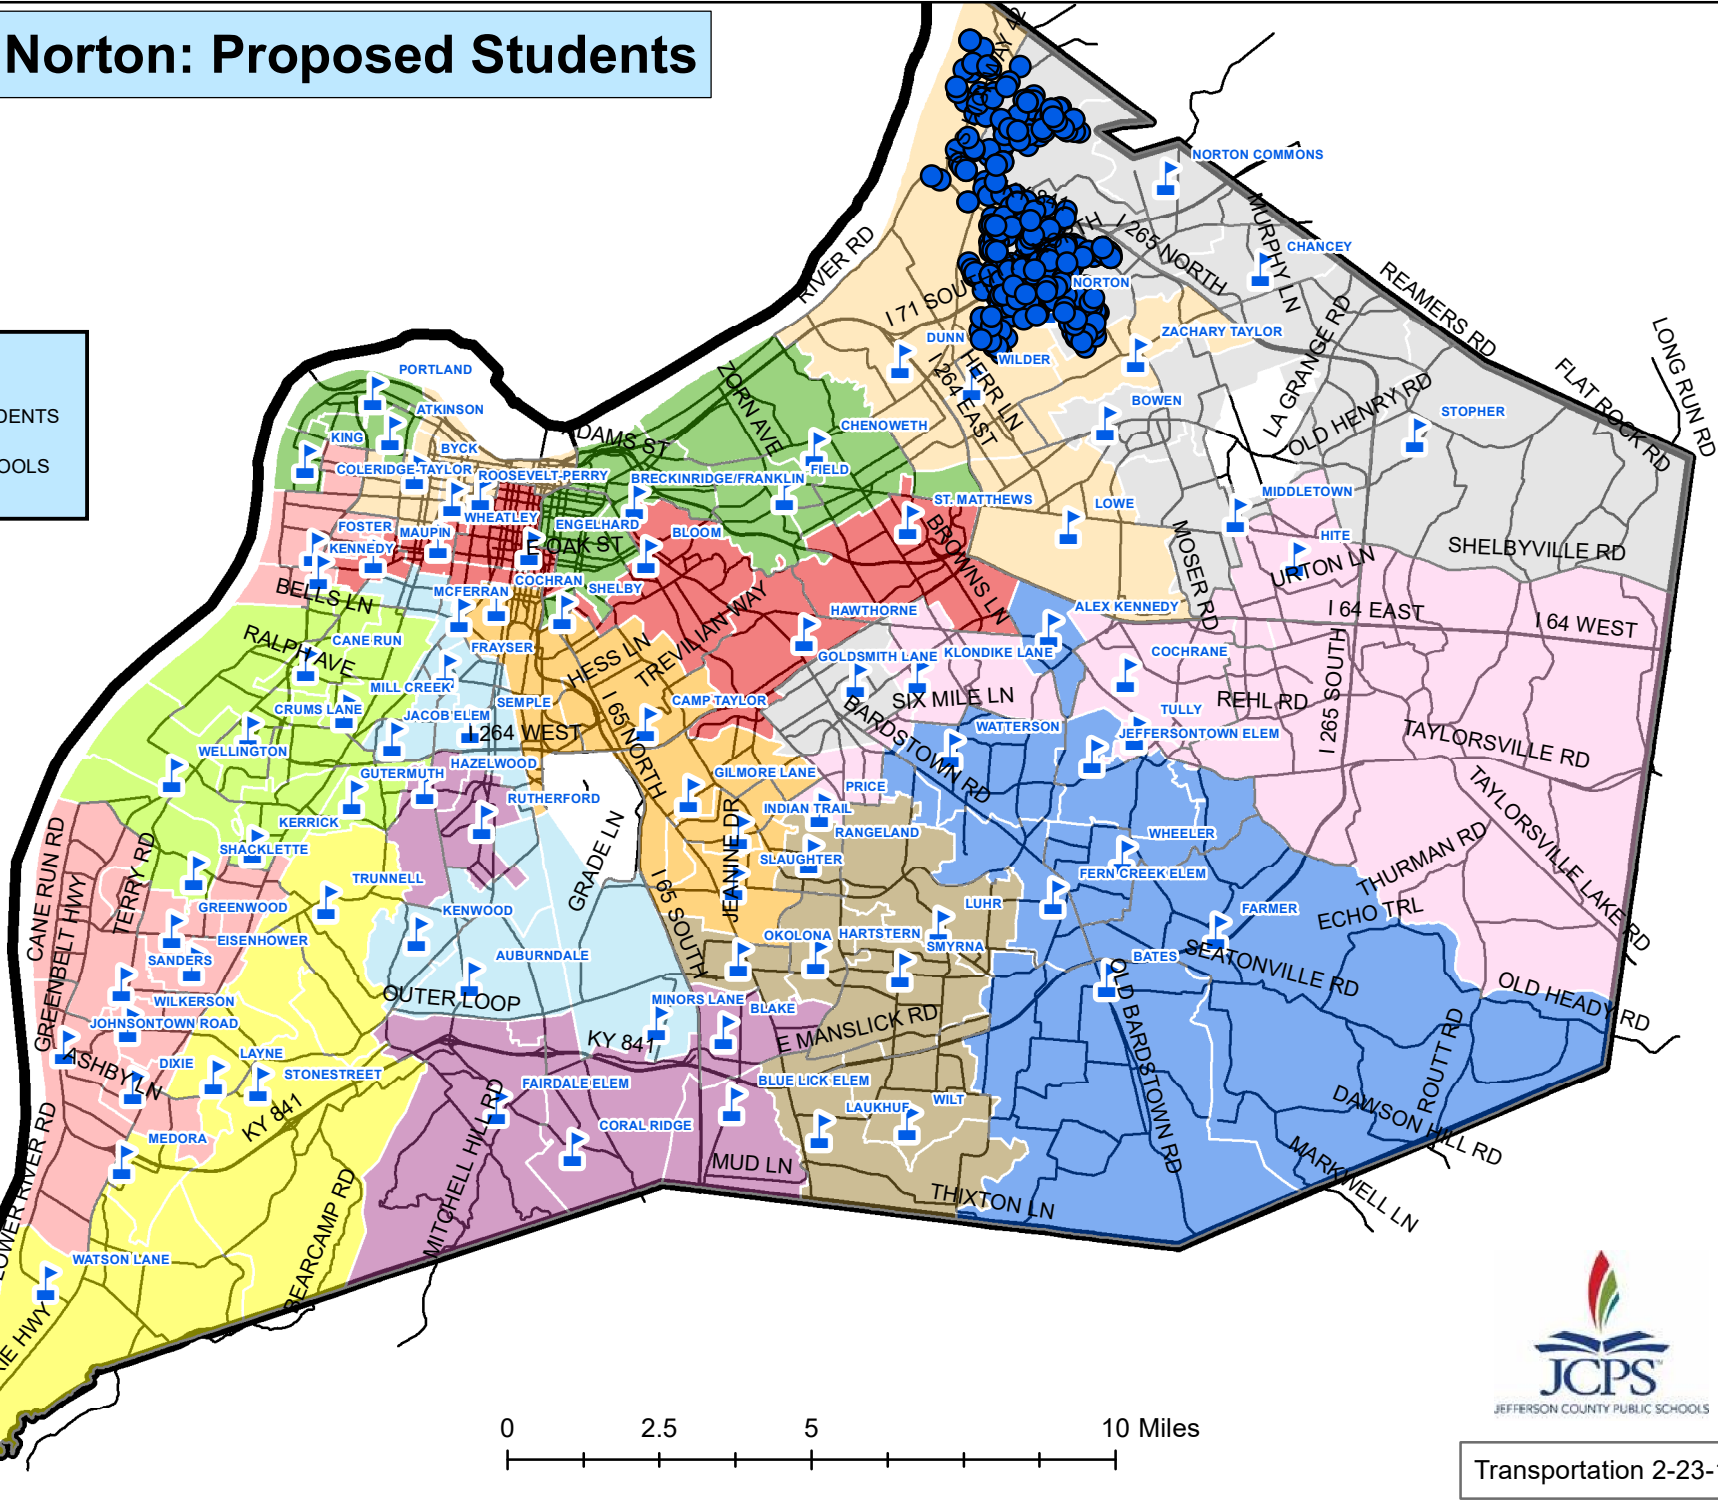 Norton: Proposed Students
DENTS
OOLS
NORTON COMMONS
MURPHY LN
CHANCEY
I 265 NORTH
RIVER RD
REAMERS RD
I 71 SOUTH
NORTON
LA GRANGE RD
LONG RUN RD
DUNN
WILDER
ZACHARY TAYLOR
FLAT ROCK RD
PORTLAND
ZORN AVE
I 264 EAST
HERR LN
OLD HENRY RD
ATKINSON
BOWEN
STOPHER
KING
BYCK
DAMS ST
CHENOWETH
COLERIDGE-TAYLOR
ROOSEVELT-PERRY
BRECKINRIDGE/FRANKLIN
FIELD
ST. MATTHEWS
LOWE
MIDDLETOWN
FOSTER
MAUPIN
WHEATLEY
ENGELHARD
BLOOM
BROWNS LN
MOSER RD
HITE
KENNEDY
E OAK ST
SHELBYVILLE RD
URTON LN
BELLS LN
MCFERRAN
COCHRAN
SHELBY
HAWTHORNE
ALEX KENNEDY
I 64 EAST
I 64 WEST
RALPH AVE
CANE RUN
FRAYSER
HESS LN
TREVILIAN WAY
GOLDSMITH LANE
KLONDIKE LANE
COCHRANE
MILL CREEK
CRUMS LANE
JACOB ELEM
SEMPLE
CAMP TAYLOR
SIX MILE LN
REHL RD
I 265 SOUTH
I 264 WEST
I 65 NORTH
BARDSTOWN RD
WATTERSON
TULLY
JEFFERSONTOWN ELEM
TAYLORSVILLE RD
WELLINGTON
GUTERMUTH
HAZELWOOD
GILMORE LANE
RUTHERFORD
PRICE
INDIAN TRAIL
RANGELAND
WHEELER
TAYLORSVILLE LAKE RD
CANE RUN RD
TERRY RD
KERRICK
SHACKLETTE
GRADE LN
JEANINE DR
SLAUGHTER
FERN CREEK ELEM
THURMAN RD
GREENBELT HWY
TRUNNELL
GREENWOOD
KENWOOD
I 65 SOUTH
LUHR
FARMER
ECHO TRL
EISENHOWER
SANDERS
AUBURNDALE
OKOLONA
HARTSTERN
SMYRNA
BATES
SEATONVILLE RD
OLD HEADY RD
WILKERSON
JOHNSONTOWN ROAD
OUTER LOOP
MINORS LANE
BLAKE
E MANSLICK RD
KY 841
OLD BARDSTOWN RD
ROUTT RD
ASHBY LN
DIXIE
LAYNE
STONESTREET
FAIRDALE ELEM
BLUE LICK ELEM
LAUKHUF
WILT
DAWSON HILL RD
KY 841
MEDORA
CORAL RIDGE
MITCHELL HILL RD
MUD LN
MARKWELL LN
LOWER RIVER RD
BEARCAMP RD
THIXTON LN
WATSON LANE
IE HWY
JCPS
JEFFERSON COUNTY PUBLIC SCHOOLS
0 2.5 5 10 Miles
Transportation 2-23-